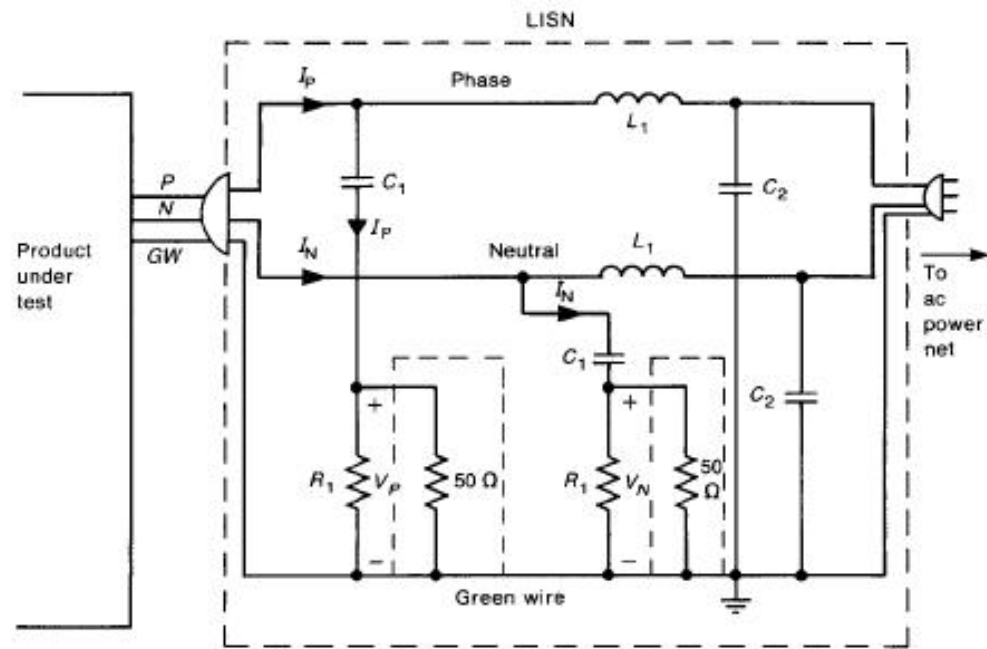 LISN
I_P
Phase
L_1
P
N
GW
C_1
I_P
C_2
Product
under
test
I_N
Neutral
L_1
I_N
To
ac
power
net
C_1
C_2
+
+
R_1
V_P
50 Ω
R_1
V_N
50
Ω
−
−
Green wire